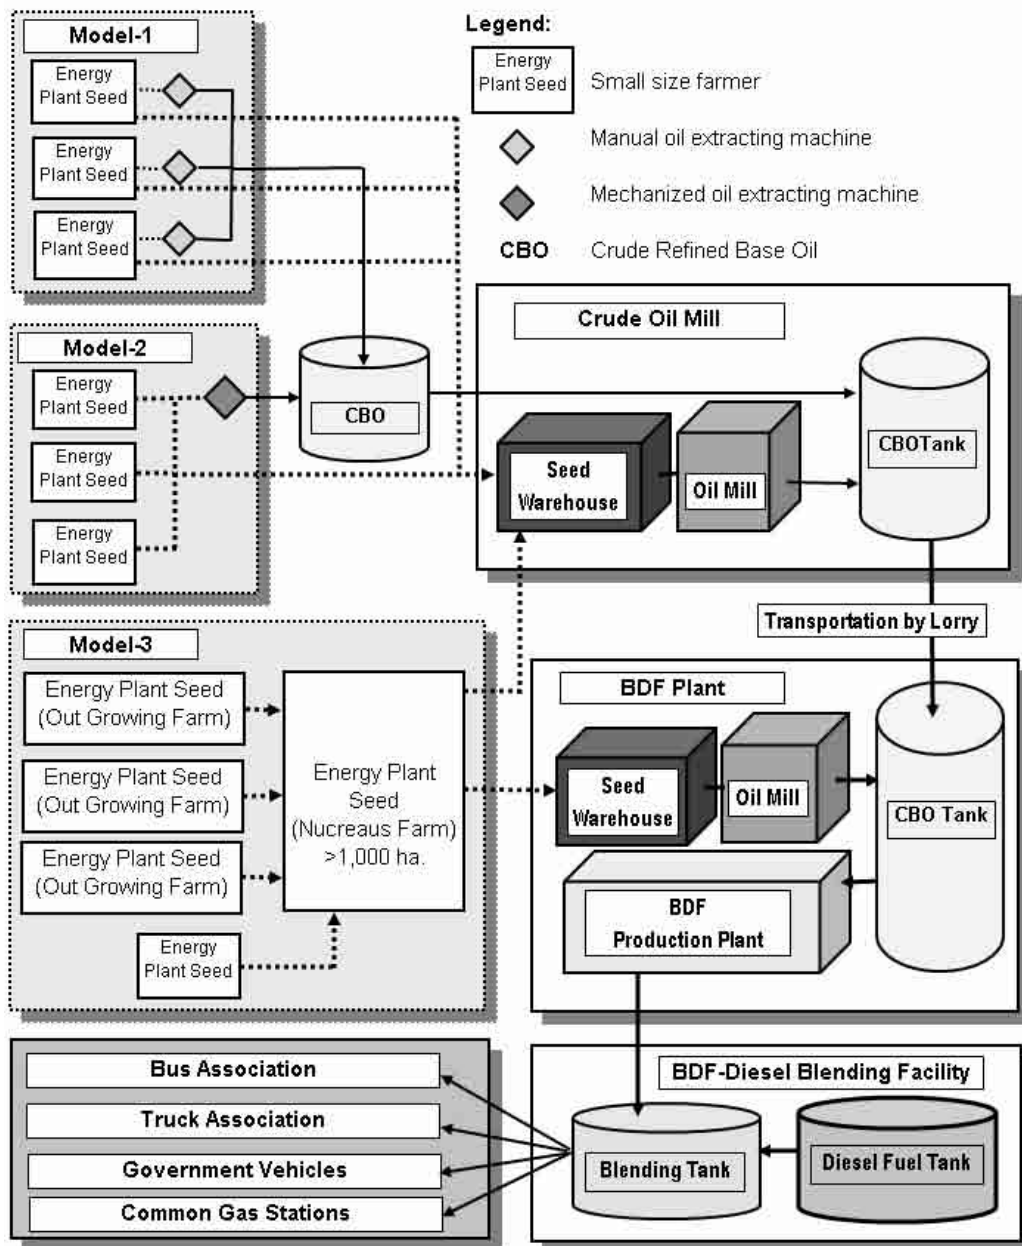 Model-1
Energy
Plant Seed
Energy
Plant Seed
Energy
Plant Seed
Legend:
Energy
Plant Seed
Small size farmer
Manual oil extracting machine
Mechanized oil extracting machine
CBO
Crude Refined Base Oil
Model-2
Energy
Plant Seed
Energy
Plant Seed
Energy
Plant Seed
CBO
Crude Oil Mill
Seed
Warehouse
Oil Mill
CBOTank
Transportation by Lorry
Model-3
Energy Plant Seed
(Out Growing Farm)
Energy Plant Seed
(Out Growing Farm)
Energy Plant Seed
(Out Growing Farm)
Energy Plant
Seed
(Nucreaus Farm)
>1,000 ha.
Energy
Plant Seed
BDF Plant
Seed
Warehouse
Oil Mill
CBO Tank
BDF
Production Plant
Bus Association
Truck Association
Government Vehicles
Common Gas Stations
BDF-Diesel Blending Facility
Blending Tank
Diesel Fuel Tank